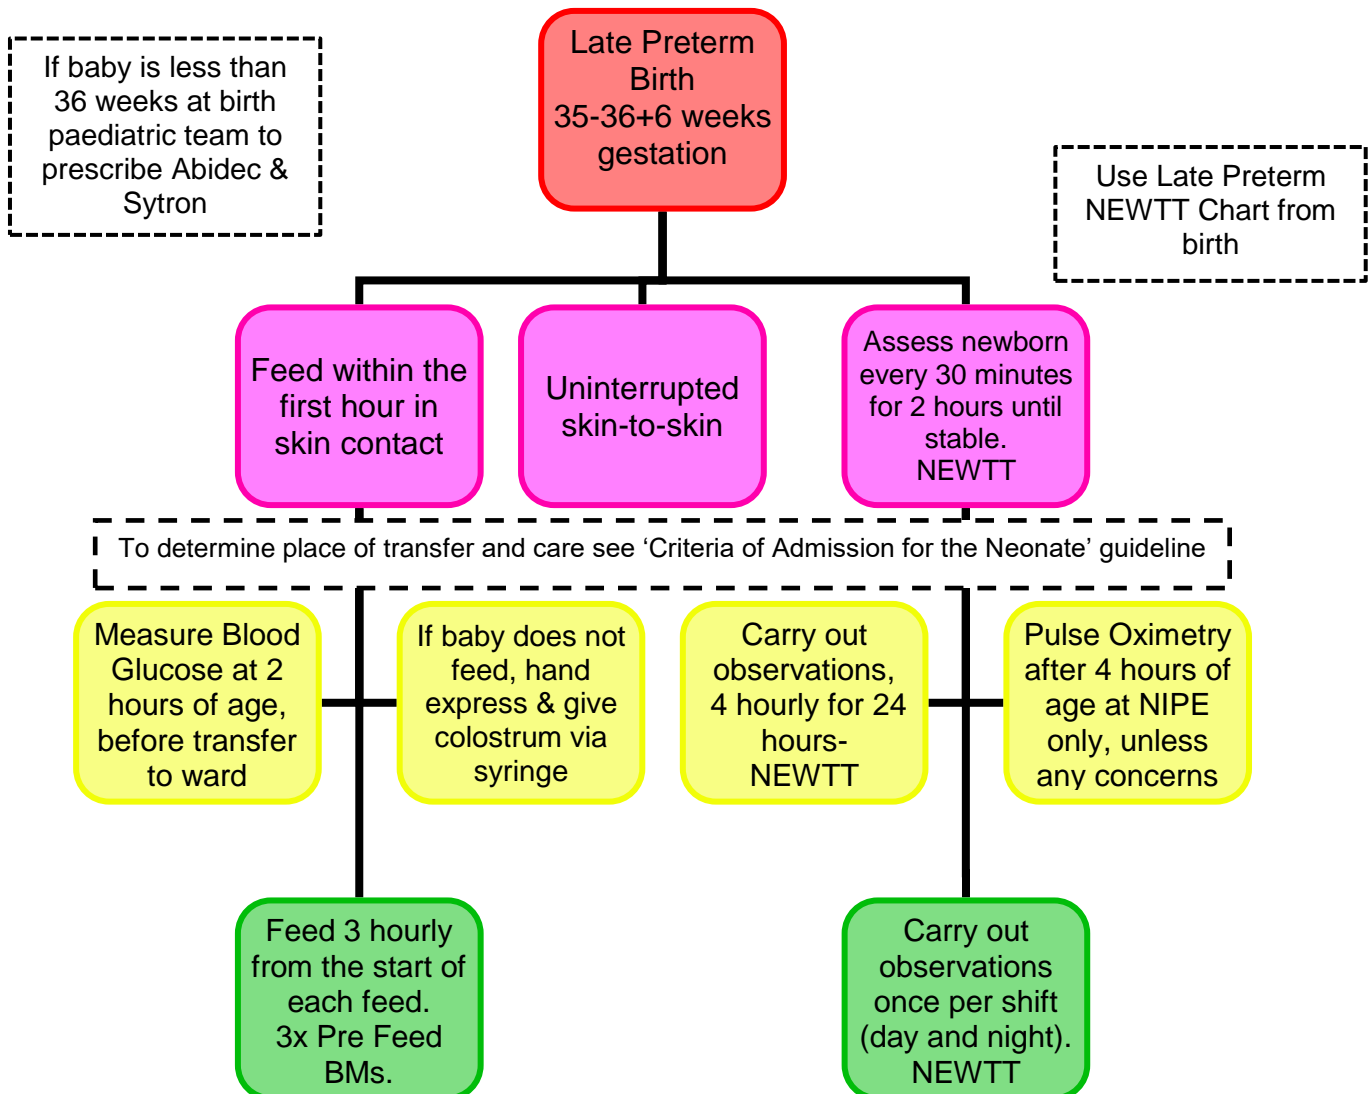 If baby is less than
36 weeks at birth
paediatric team to
prescribe Abidec &
Sytron
Late Preterm
Birth
35-36+6 weeks
gestation
Use Late Preterm
NEWTT Chart from
birth
Feed within the
first hour in
skin contact
Uninterrupted
skin-to-skin
Assess newborn
every 30 minutes
for 2 hours until
stable.
NEWTT
To determine place of transfer and care see ‘Criteria of Admission for the Neonate’ guideline
Measure Blood
Glucose at 2
hours of age,
before transfer
to ward
If baby does not
feed, hand
express & give
colostrum via
syringe
Carry out
observations,
4 hourly for 24
hours-
NEWTT
Pulse Oximetry
after 4 hours of
age at NIPE
only, unless
any concerns
Feed 3 hourly
from the start of
each feed.
3x Pre Feed
BMs.
Carry out
observations
once per shift
(day and night).
NEWTT